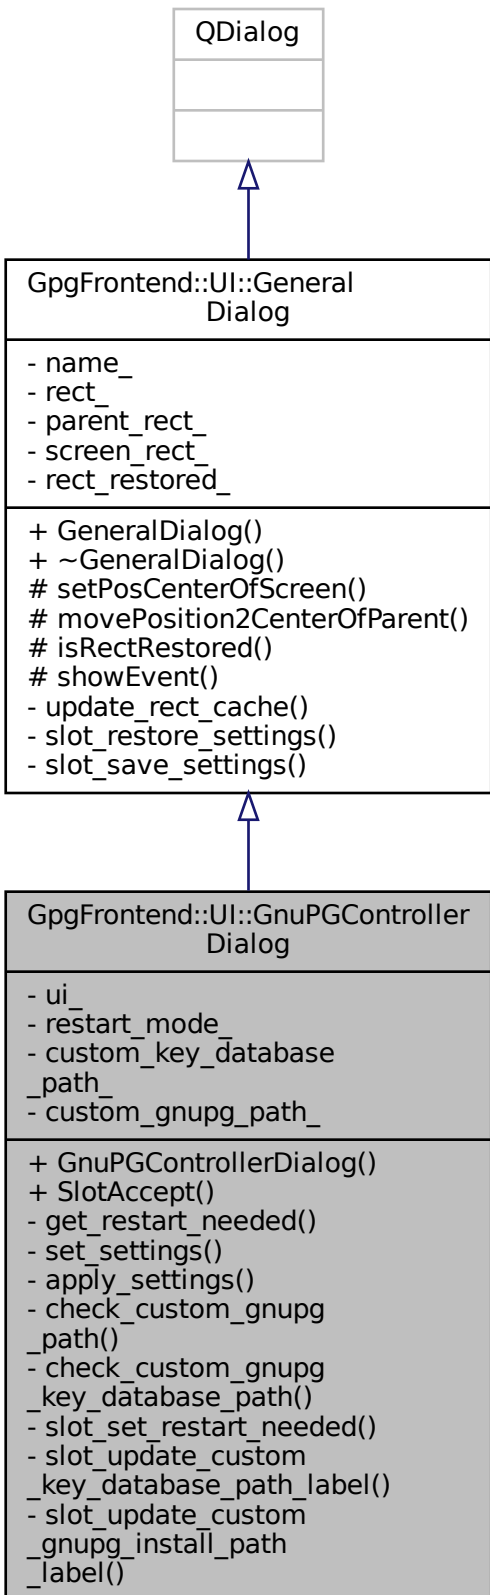 QDialog
GpgFrontend::UI::General
Dialog
- name_
- rect_
- parent_rect_
- screen_rect_
- rect_restored_
+ GeneralDialog()
+ ~GeneralDialog()
# setPosCenterOfScreen()
# movePosition2CenterOfParent()
# isRectRestored()
# showEvent()
- update_rect_cache()
- slot_restore_settings()
- slot_save_settings()
GpgFrontend::UI::GnuPGController
Dialog
- ui_
- restart_mode_
- custom_key_database
_path_
- custom_gnupg_path_
+ GnuPGControllerDialog()
+ SlotAccept()
- get_restart_needed()
- set_settings()
- apply_settings()
- check_custom_gnupg
_path()
- check_custom_gnupg
_key_database_path()
- slot_set_restart_needed()
- slot_update_custom
_key_database_path_label()
- slot_update_custom
_gnupg_install_path
_label()